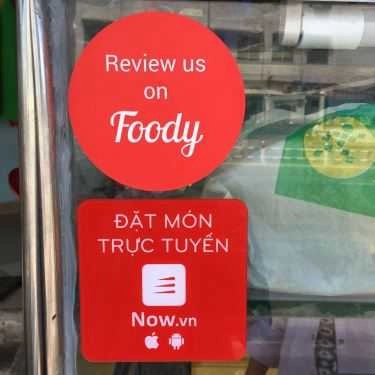 Review us
on
Foody
ĐẶT MÓN
TRỰC TUYẾN
Now.vn